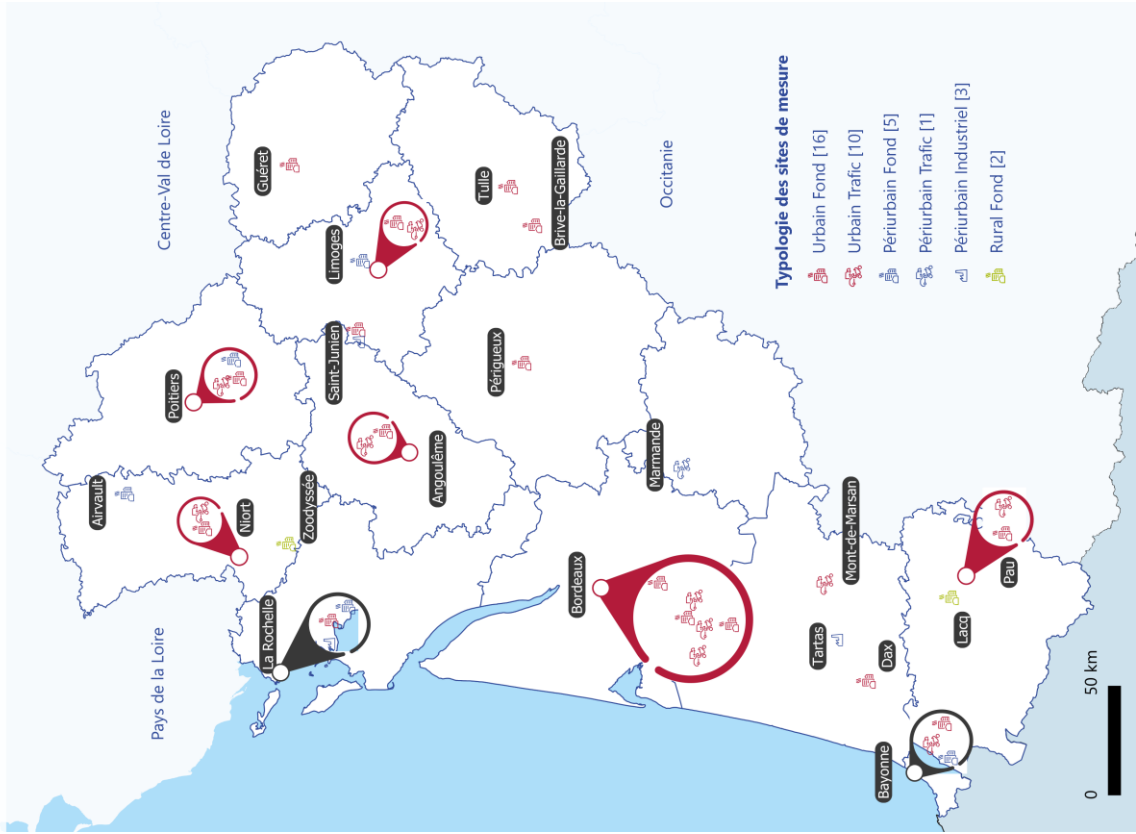 Pays de la Loire
Centre-Val de Loire
Occitanie
Airvault
Niort
Zoodyssée
Poitiers
La Rochelle
Angoulême
Saint-Junien
Limoges
Guéret
Tulle
Brive-la-Gaillarde
Périgueux
Bordeaux
Marmande
Mont-de-Marsan
Tartas
Dax
Bayonne
Lacq
Pau
Typologie des sites de mesure
Urbain Fond [16]
Urbain Trafic [10]
Périurbain Fond [5]
Périurbain Trafic [1]
Périurbain Industriel [3]
Rural Fond [2]
0 50 km